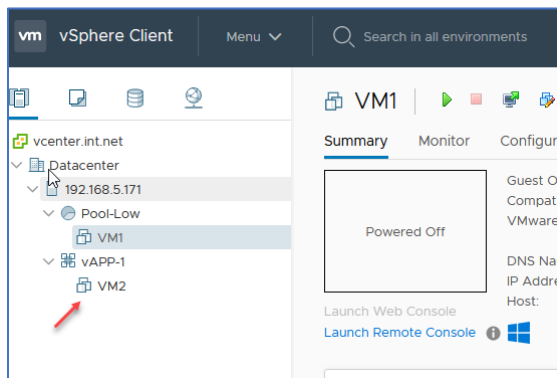 vm vSphere Client Menu Search in all environments
VM1
vcenter.int.net
Summary Monitor Configur
Datacenter
192.168.5.171
Guest O
Pool-Low
Compat
VM1
VMware
Powered Off
vAPP-1
DNS Na
VM2
IP Addre
Host:
Launch Web Console
Launch Remote Console